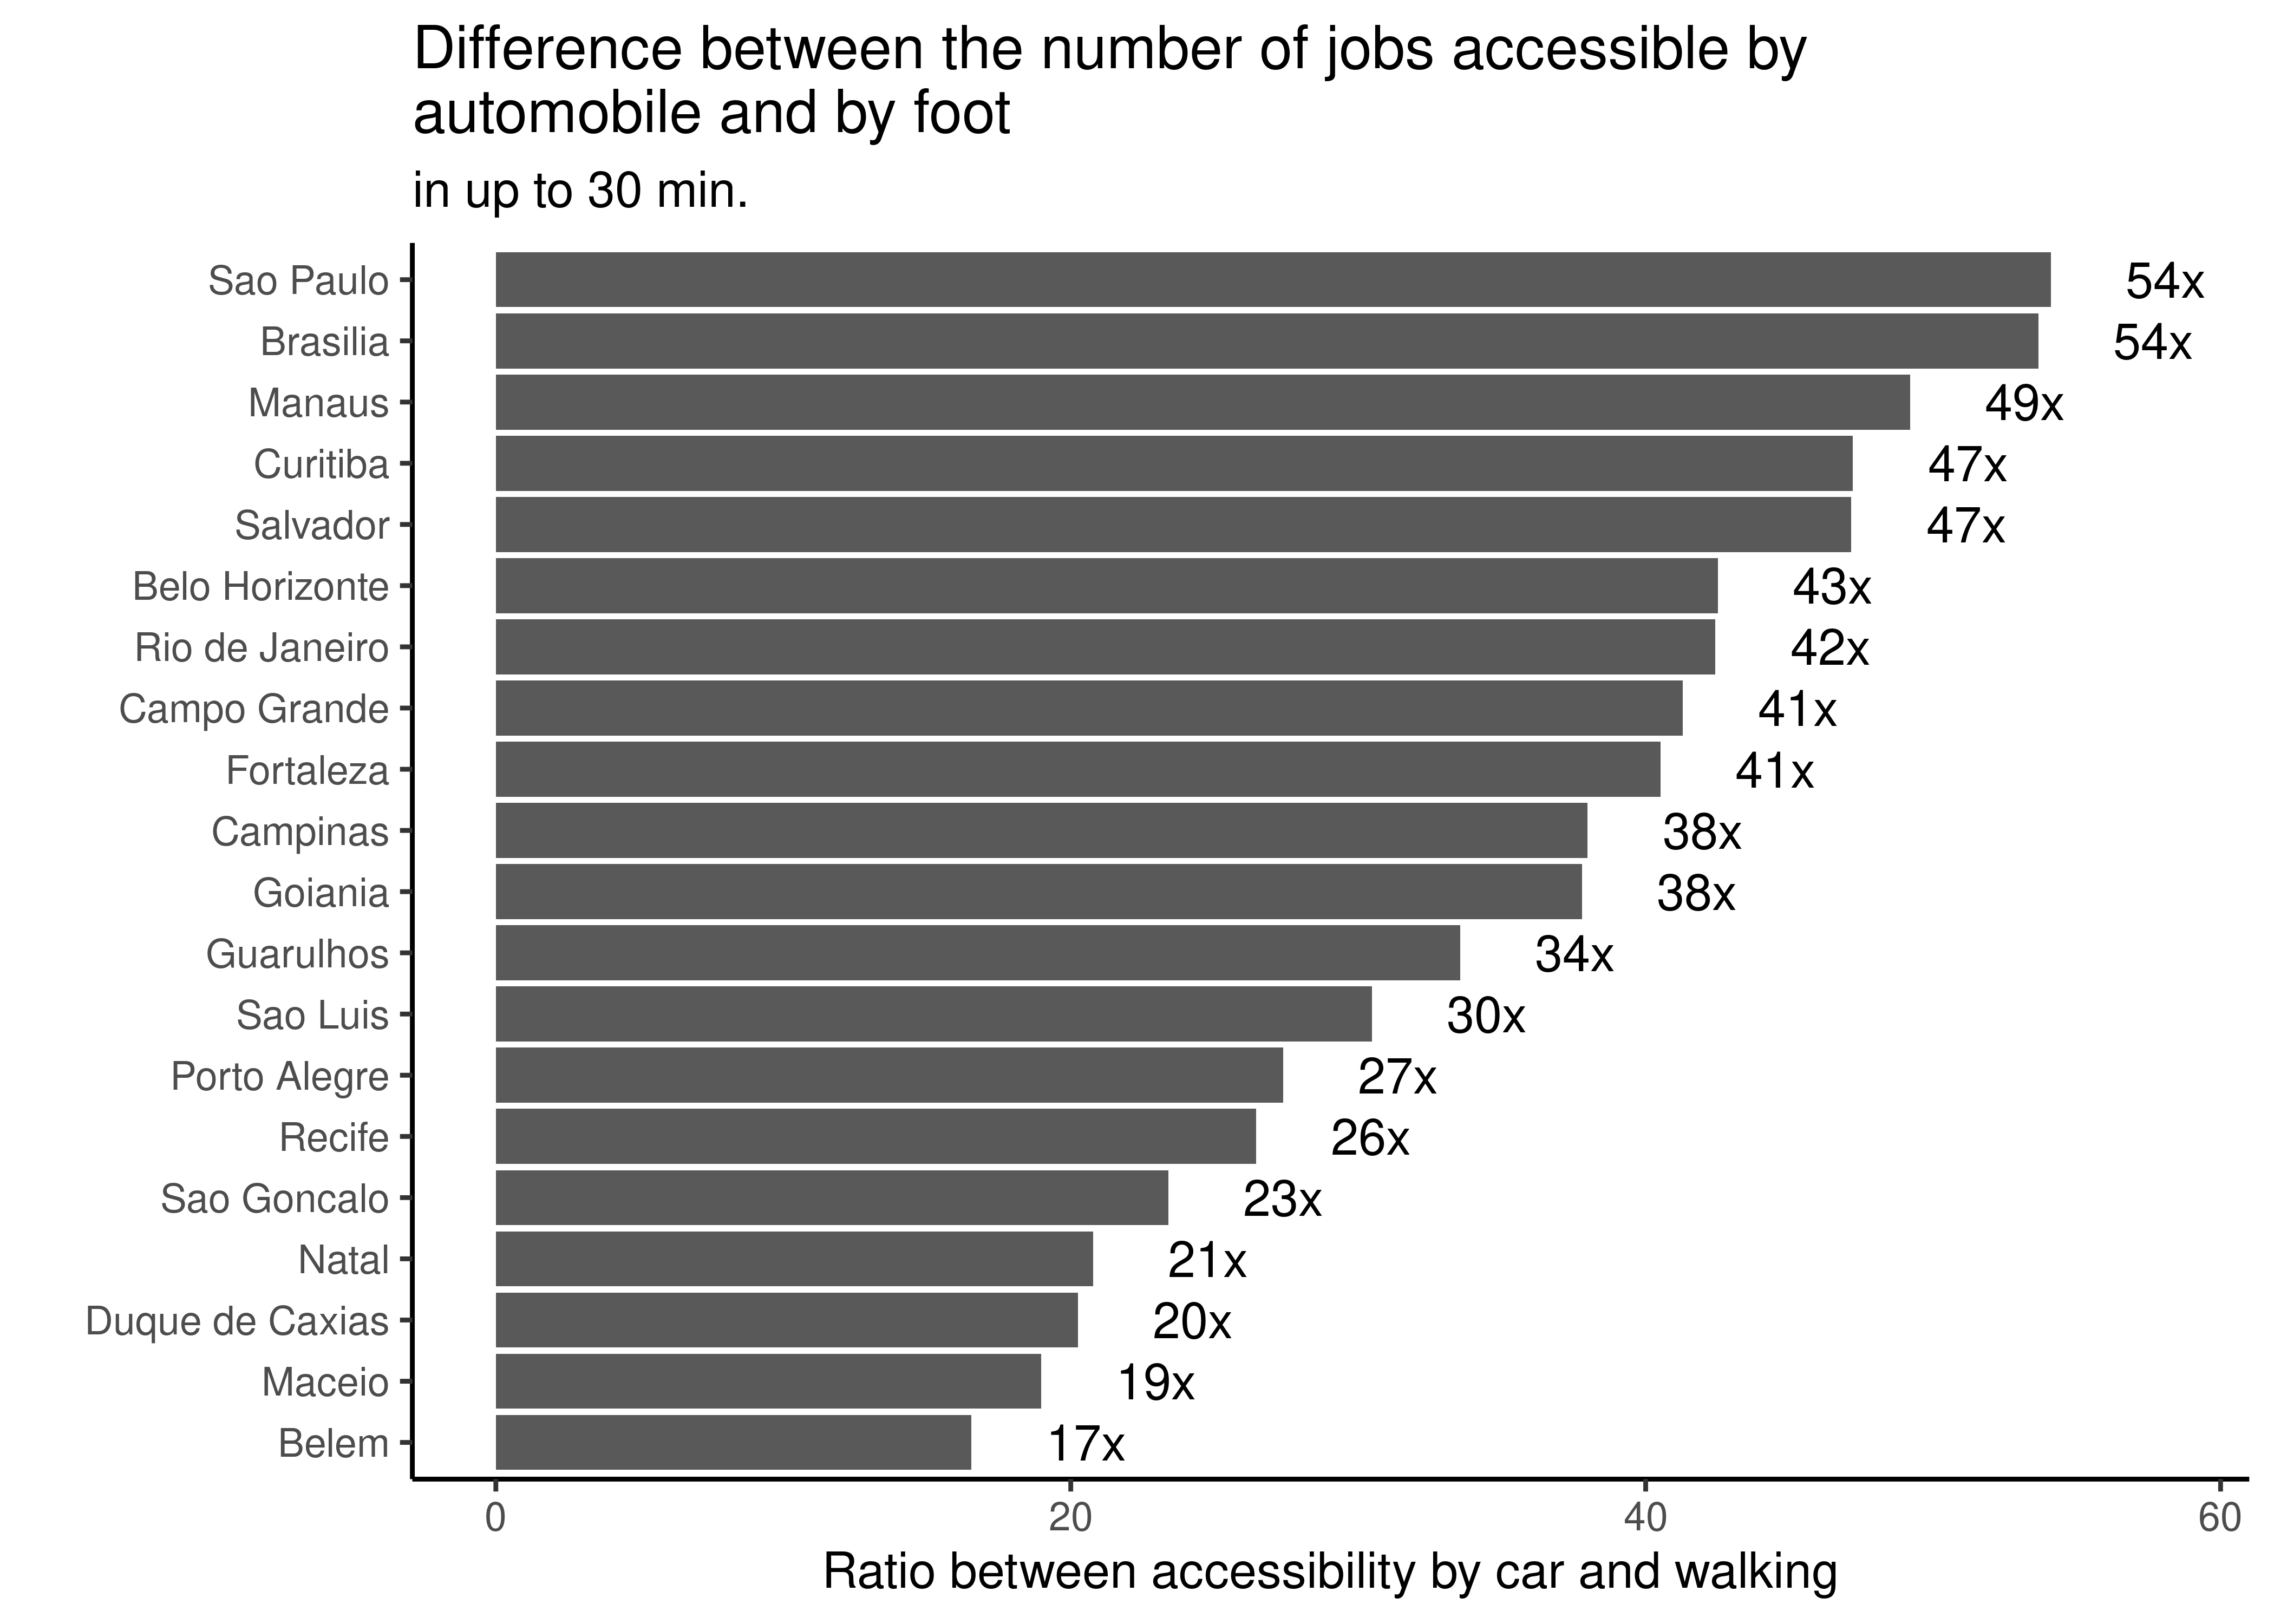 Difference between the number of jobs accessible by
automobile and by foot
in up to 30 min.
Sao Paulo 54x
Brasilia 54x
Manaus 49x
Curitiba 47x
Salvador 47x
Belo Horizonte 43x
Rio de Janeiro 42x
Campo Grande 41x
Fortaleza 41x
Campinas 38x
Goiania 38x
Guarulhos 34x
Sao Luis 30x
Porto Alegre 27x
Recife 26x
Sao Goncalo 23x
Natal 21x
Duque de Caxias 20x
Maceio 19x
Belem 17x
0 20 40 60
Ratio between accessibility by car and walking